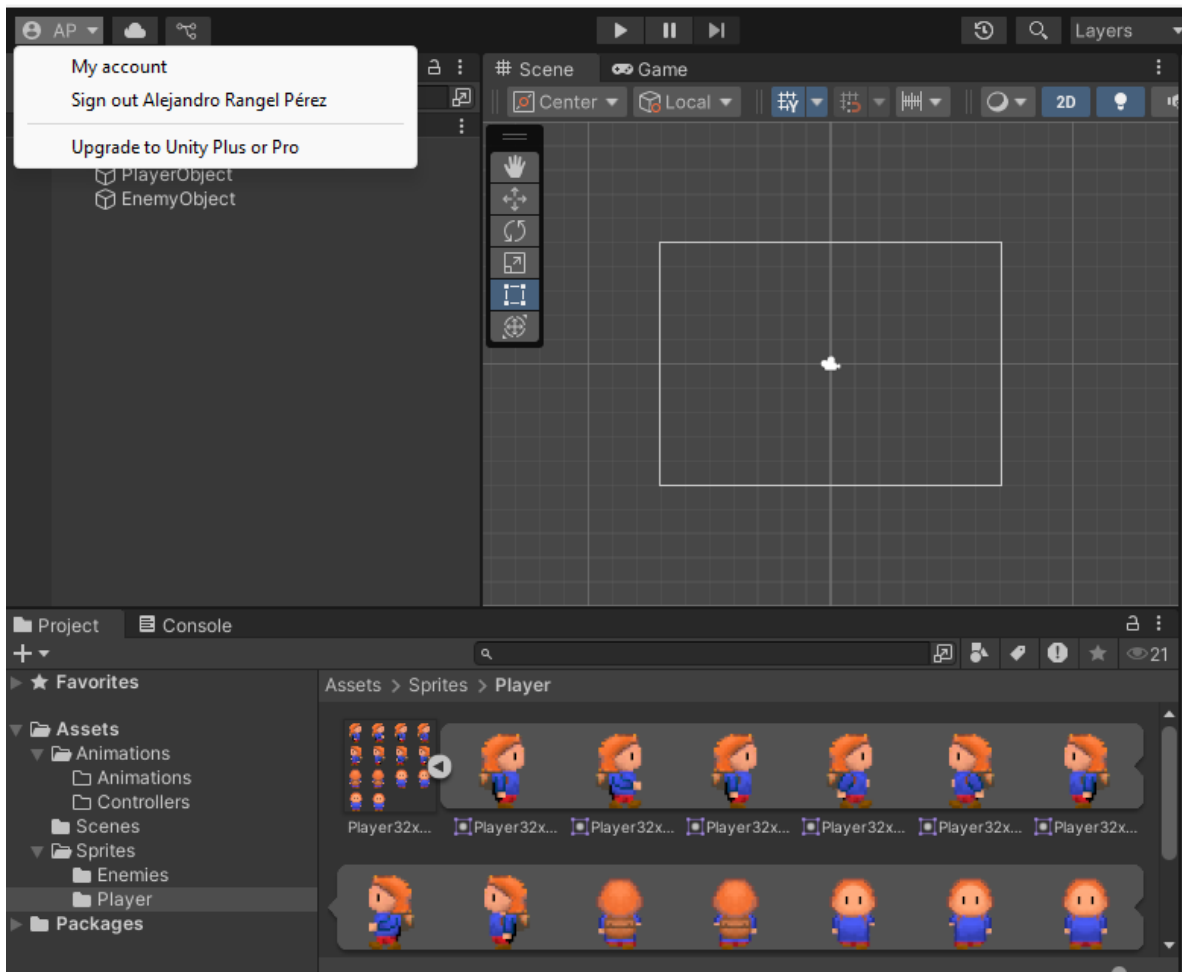 AP
Layers
My account
Sign out Alejandro Rangel Pérez
Upgrade to Unity Plus or Pro
Scene Game
Center Local 2D
PlayerObject
EnemyObject
Project Console
21
Favorites
Assets > Sprites > Player
Assets
Animations
Animations
Controllers
Scenes
Sprites
Enemies
Player
Packages
Player32x... Player32x... Player32x... Player32x... Player32x... Player32x... Player32x...